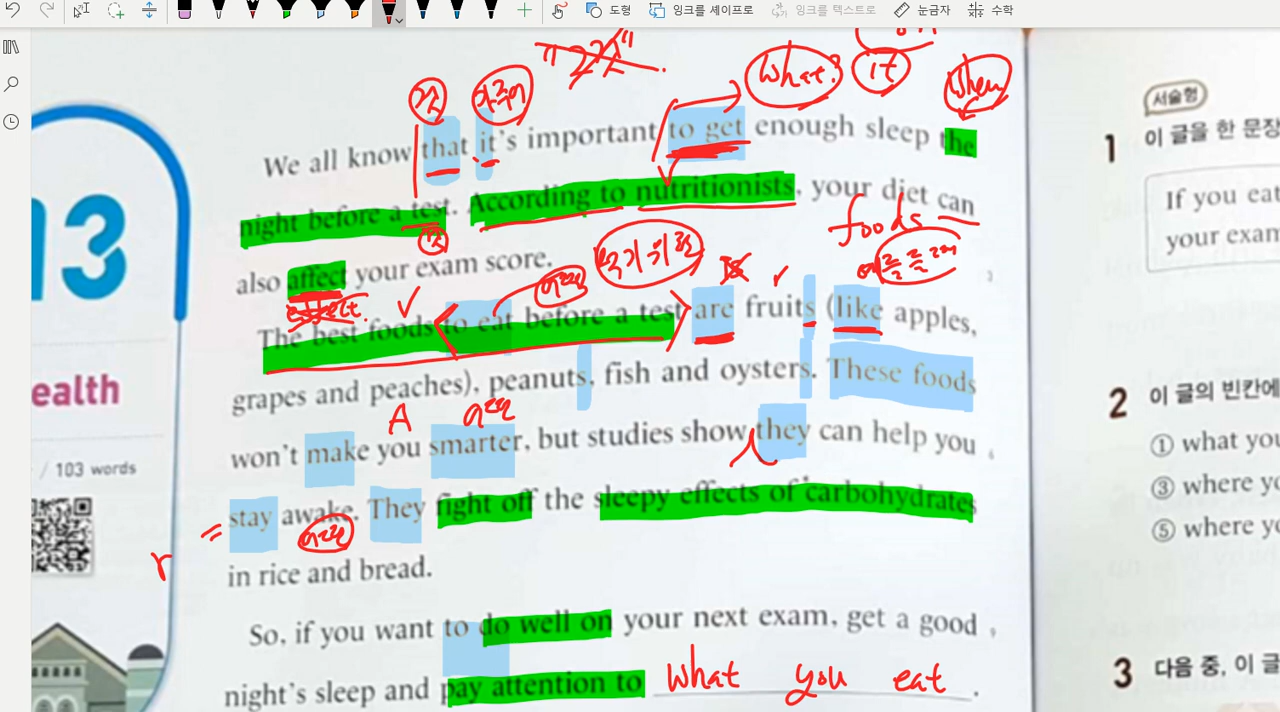 도형 잉크를 셰이프로 잉크를 텍스트로 눈금자 수학
what? it when
것 가주어
We all know that it's important to get enough sleep the
night before a test. According to nutritionists, your diet can
것 foods
also affect your exam score.
effect. 먹기 위한
The best foods to eat before a test are fruits (like apples,
grapes and peaches), peanuts, fish and oysters. These foods
A
won't make you smarter, but studies show they can help you
stay awake. They fight off the sleepy effects of carbohydrates
=
r
in rice and bread.
So, if you want to do well on your next exam, get a good
night's sleep and pay attention to what you eat.
13
ealth
/ 103 words
서술형
1 이 글을 한 문장
If you eat
your exam
2 이 글의 빈칸에
① what you
③ where yo
⑤ where yo
3 다음 중, 이 글